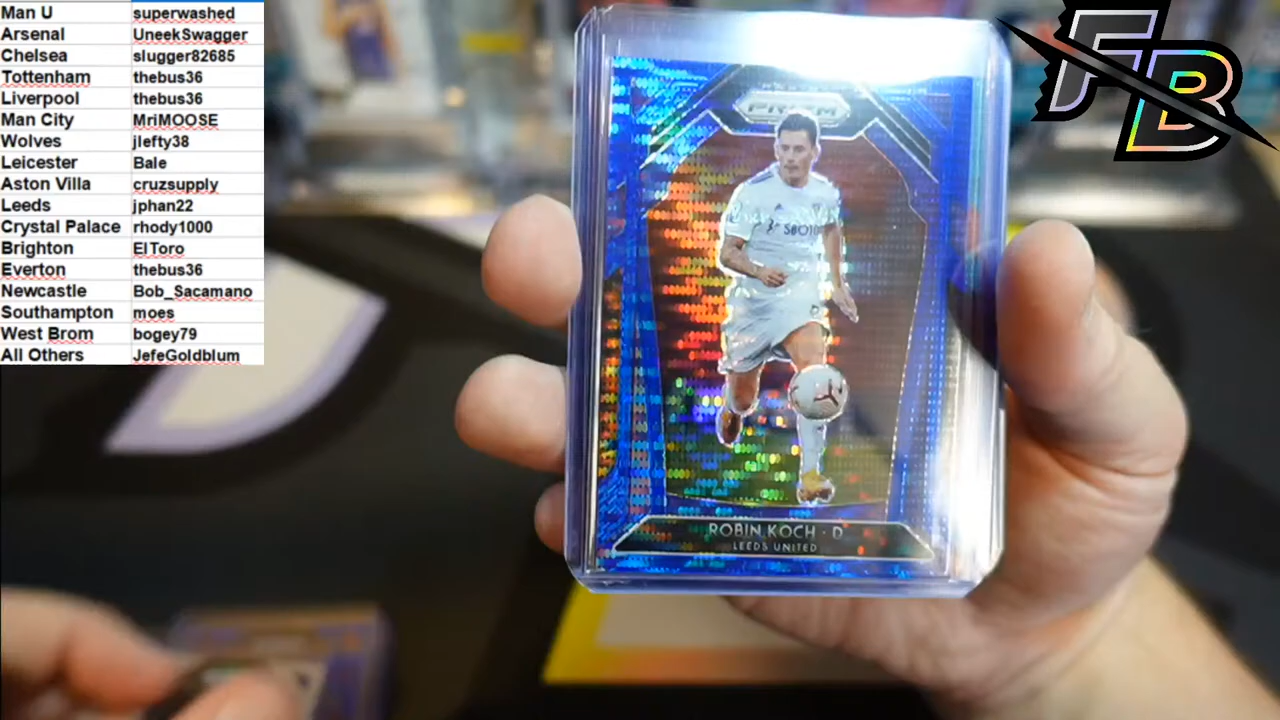 Man U superwashed
Arsenal UneekSwagger
Chelsea slugger82685
Tottenham thebus36
Liverpool thebus36
Man City MriMOOSE
Wolves jlefty38
Leicester Bale
Aston Villa cruzsupply
Leeds jphan22
Crystal Palace rhody1000
Brighton ElToro
Everton thebus36
Newcastle Bob_Sacamano
Southampton moes
West Brom bogey79
All Others JefeGoldblum
FB
PRIZM
SBOTO
ROBIN KOCH · D
LEEDS UNITED